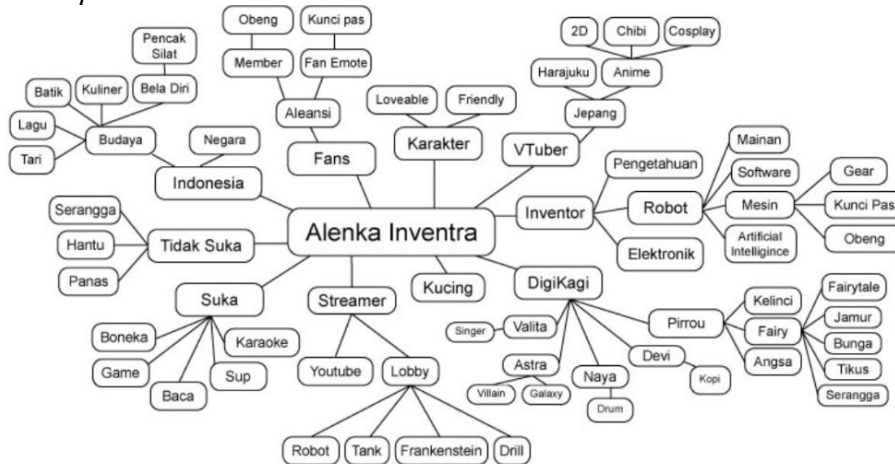 Obeng
Kunci pas
Member
Fan Emote
Aleansi
Fans
Pencak
Silat
Batik
Kuliner
Bela Diri
Lagu
Budaya
Tari
Negara
Indonesia
Loveable
Friendly
Karakter
2D
Chibi
Cosplay
Harajuku
Anime
Jepang
VTuber
Pengetahuan
Inventor
Robot
Elektronik
Mainan
Software
Mesin
Artificial
Intelligince
Gear
Kunci Pas
Obeng
Alenka Inventra
Serangga
Hantu
Tidak Suka
Panas
Suka
Boneka
Game
Baca
Sup
Karaoke
Streamer
Youtube
Lobby
Robot
Tank
Frankenstein
Drill
Kucing
DigiKagi
Singer
Valita
Astra
Villain
Galaxy
Naya
Drum
Devi
Kopi
Pirrou
Kelinci
Fairy
Angsa
Fairytale
Jamur
Bunga
Tikus
Serangga